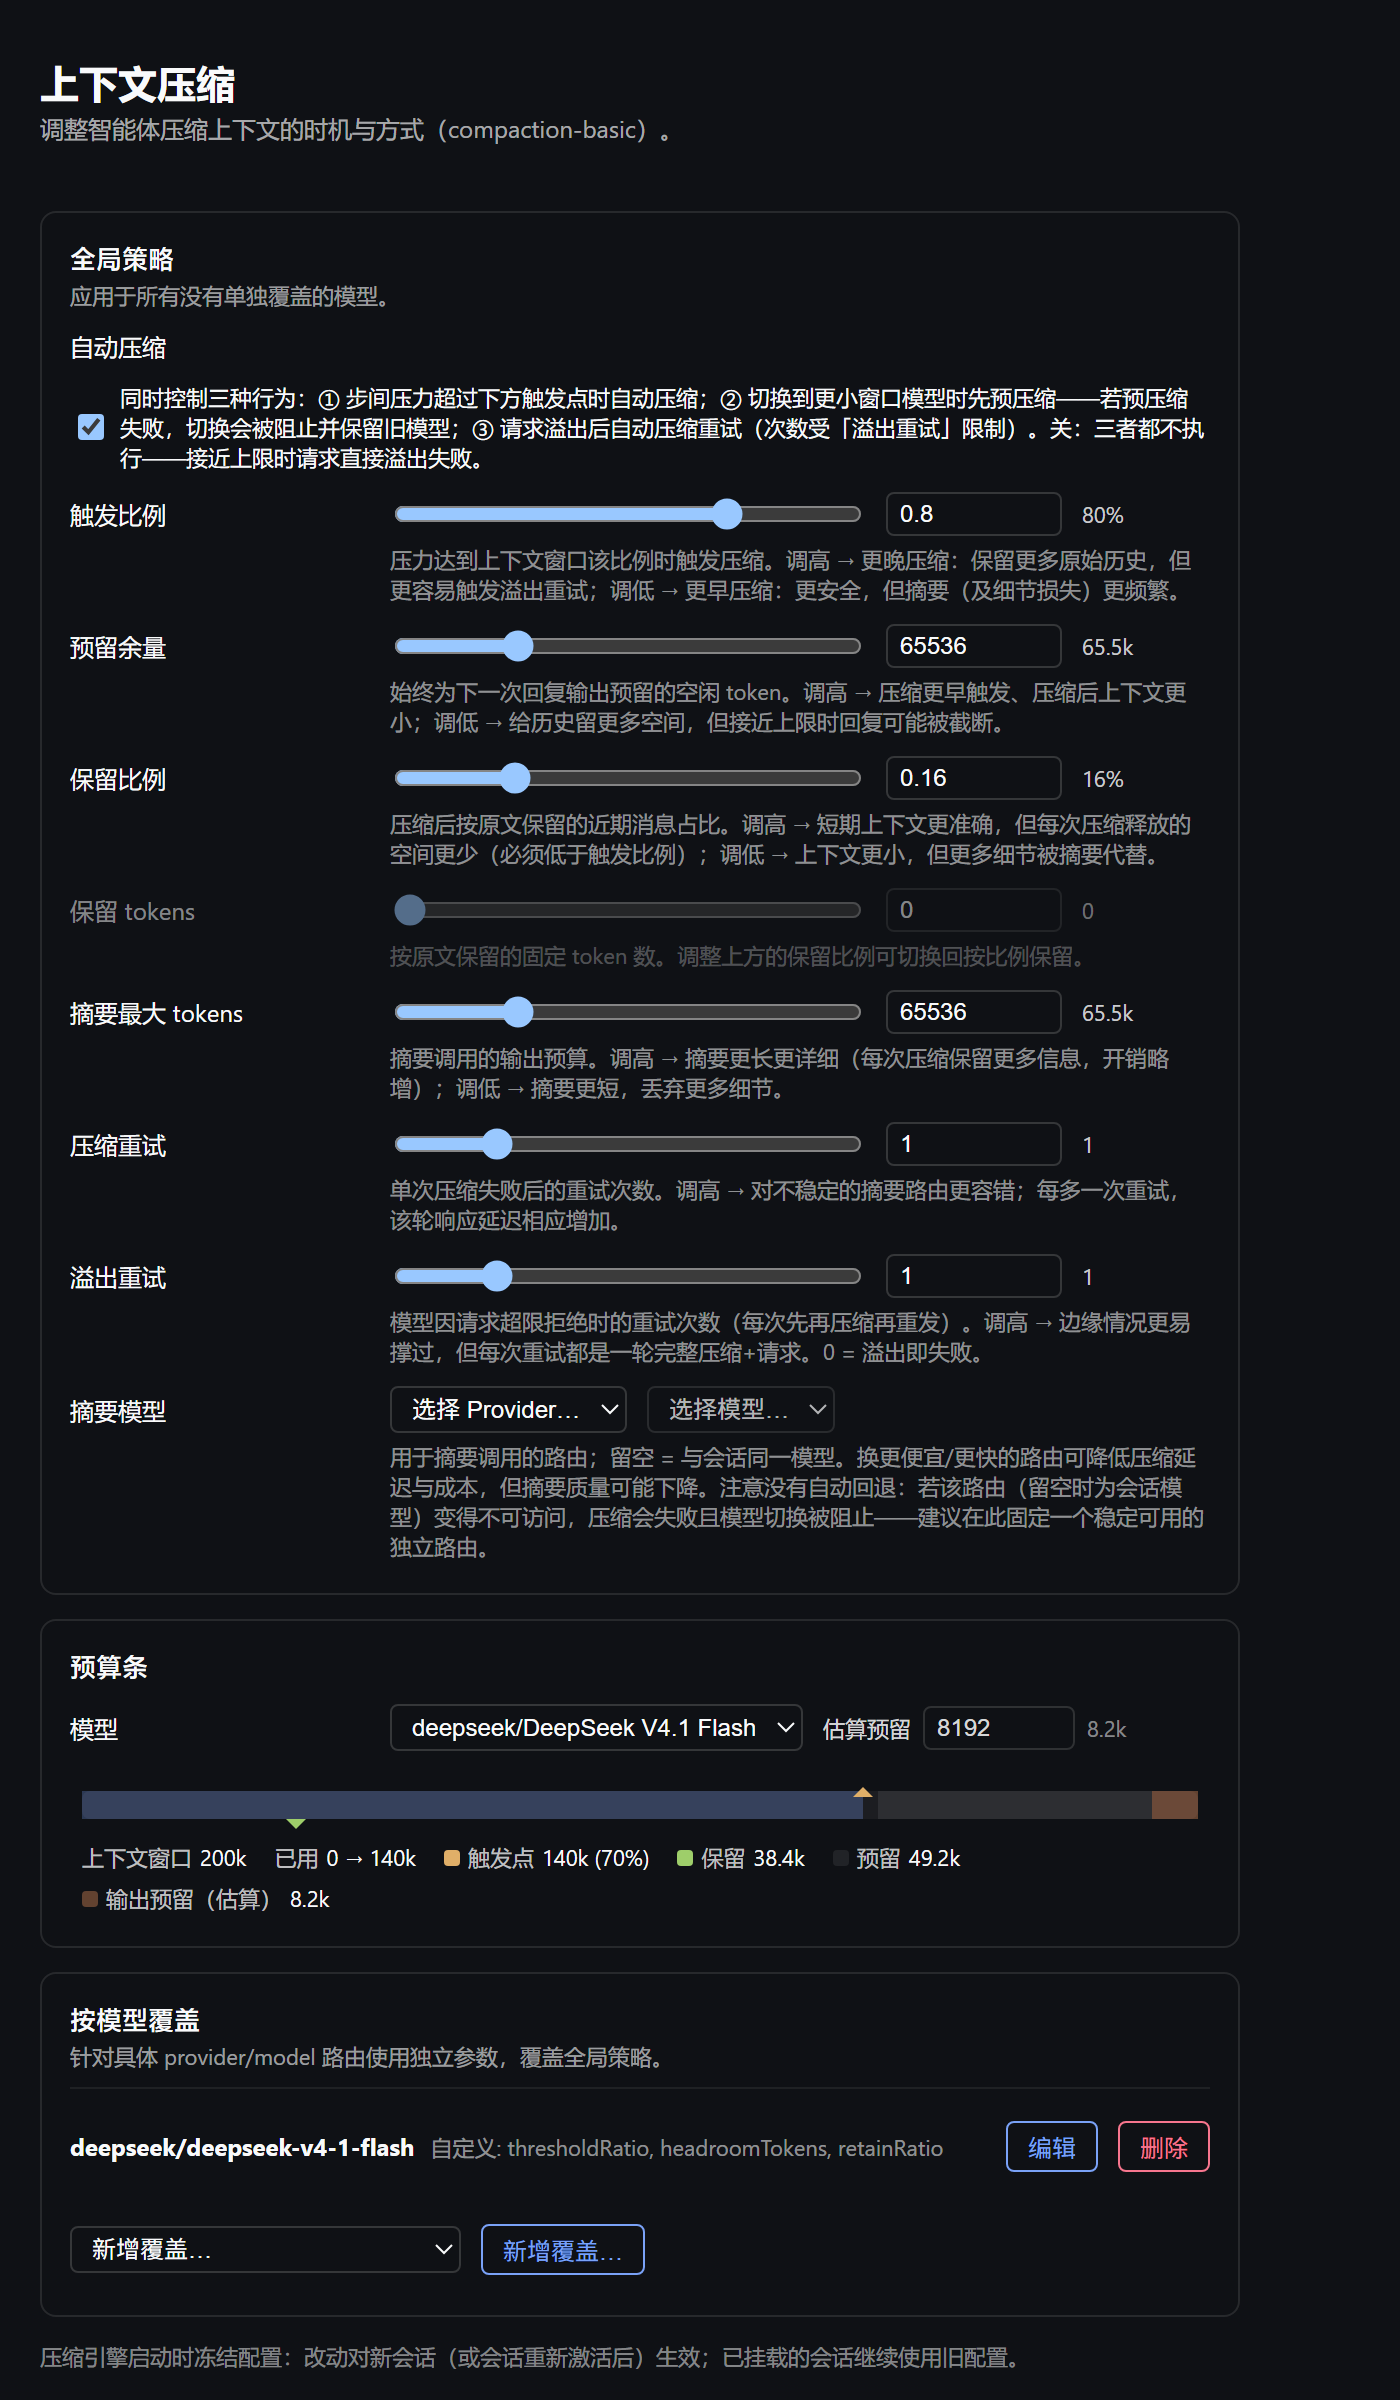 上下文压缩
调整智能体压缩上下文的时机与方式（compaction-basic）。
全局策略
应用于所有没有单独覆盖的模型。
自动压缩
同时控制三种行为：① 步间压力超过下方触发点时自动压缩；② 切换到更小窗口模型时先预压缩——若预压缩
失败，切换会被阻止并保留旧模型；③ 请求溢出后自动压缩重试（次数受「溢出重试」限制）。关：三者都不执
行——接近上限时请求直接溢出失败。
触发比例 0.8 80%
压力达到上下文窗口该比例时触发压缩。调高 → 更晚压缩：保留更多原始历史，但
更容易触发溢出重试；调低 → 更早压缩：更安全，但摘要（及细节损失）更频繁。
预留余量 65536 65.5k
始终为下一次回复输出预留的空闲 token。调高 → 压缩更早触发、压缩后上下文更
小；调低 → 给历史留更多空间，但接近上限时回复可能被截断。
保留比例 0.16 16%
压缩后按原文保留的近期消息占比。调高 → 短期上下文更准确，但每次压缩释放的
空间更少（必须低于触发比例）；调低 → 上下文更小，但更多细节被摘要代替。
保留 tokens 0 0
按原文保留的固定 token 数。调整上方的保留比例可切换回按比例保留。
摘要最大 tokens 65536 65.5k
摘要调用的输出预算。调高 → 摘要更长更详细（每次压缩保留更多信息，开销略
增）；调低 → 摘要更短，丢弃更多细节。
压缩重试 1 1
单次压缩失败后的重试次数。调高 → 对不稳定的摘要路由更容错；每多一次重试，
该轮响应延迟相应增加。
溢出重试 1 1
模型因请求超限拒绝时的重试次数（每次先再压缩再重发）。调高 → 边缘情况更易
撑过，但每次重试都是一轮完整压缩+请求。0 = 溢出即失败。
摘要模型 选择 Provider… 选择模型…
用于摘要调用的路由；留空 = 与会话同一模型。换更便宜/更快的路由可降低压缩延
迟与成本，但摘要质量可能下降。注意没有自动回退：若该路由（留空时为会话模
型）变得不可访问，压缩会失败且模型切换被阻止——建议在此固定一个稳定可用的
独立路由。
预算条
模型 deepseek/DeepSeek V4.1 Flash 估算预留 8192 8.2k
上下文窗口 200k 已用 0 → 140k 触发点 140k (70%) 保留 38.4k 预留 49.2k
输出预留（估算） 8.2k
按模型覆盖
针对具体 provider/model 路由使用独立参数，覆盖全局策略。
deepseek/deepseek-v4-1-flash 自定义: thresholdRatio, headroomTokens, retainRatio 编辑 删除
新增覆盖… 新增覆盖…
压缩引擎启动时冻结配置：改动对新会话（或会话重新激活后）生效；已挂载的会话继续使用旧配置。